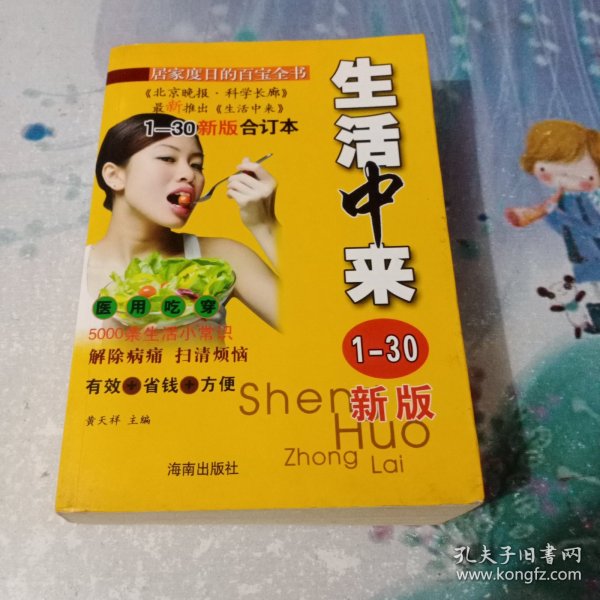 居家度日的百宝全书
《北京晚报·科学长廊》
最新推出《生活中来》
1—30新版合订本
生活中来
1-30
新版
医用吃穿
5000条生活小常识
解除病痛 扫清烦恼
有效+省钱+方便
黄天祥 主编
Shen
Huo
Zhong
Lai
海南出版社
孔夫子旧书网
www.kongfz.com